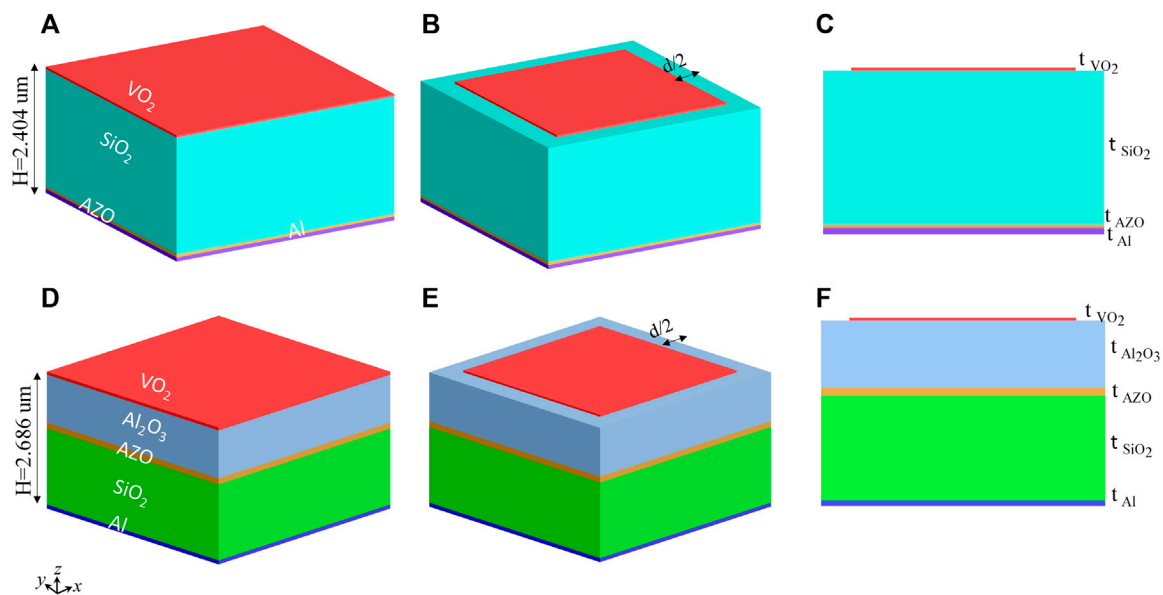 A
B
C
H=2.404 um
VO₂
SiO₂
AZO
Al
d/2
t VO₂
t SiO₂
t AZO
t Al
D
E
F
H=2.686 um
VO₂
Al₂O₃
AZO
SiO₂
Al
d/2
t VO₂
t Al₂O₃
t AZO
t SiO₂
t Al
z
y
x